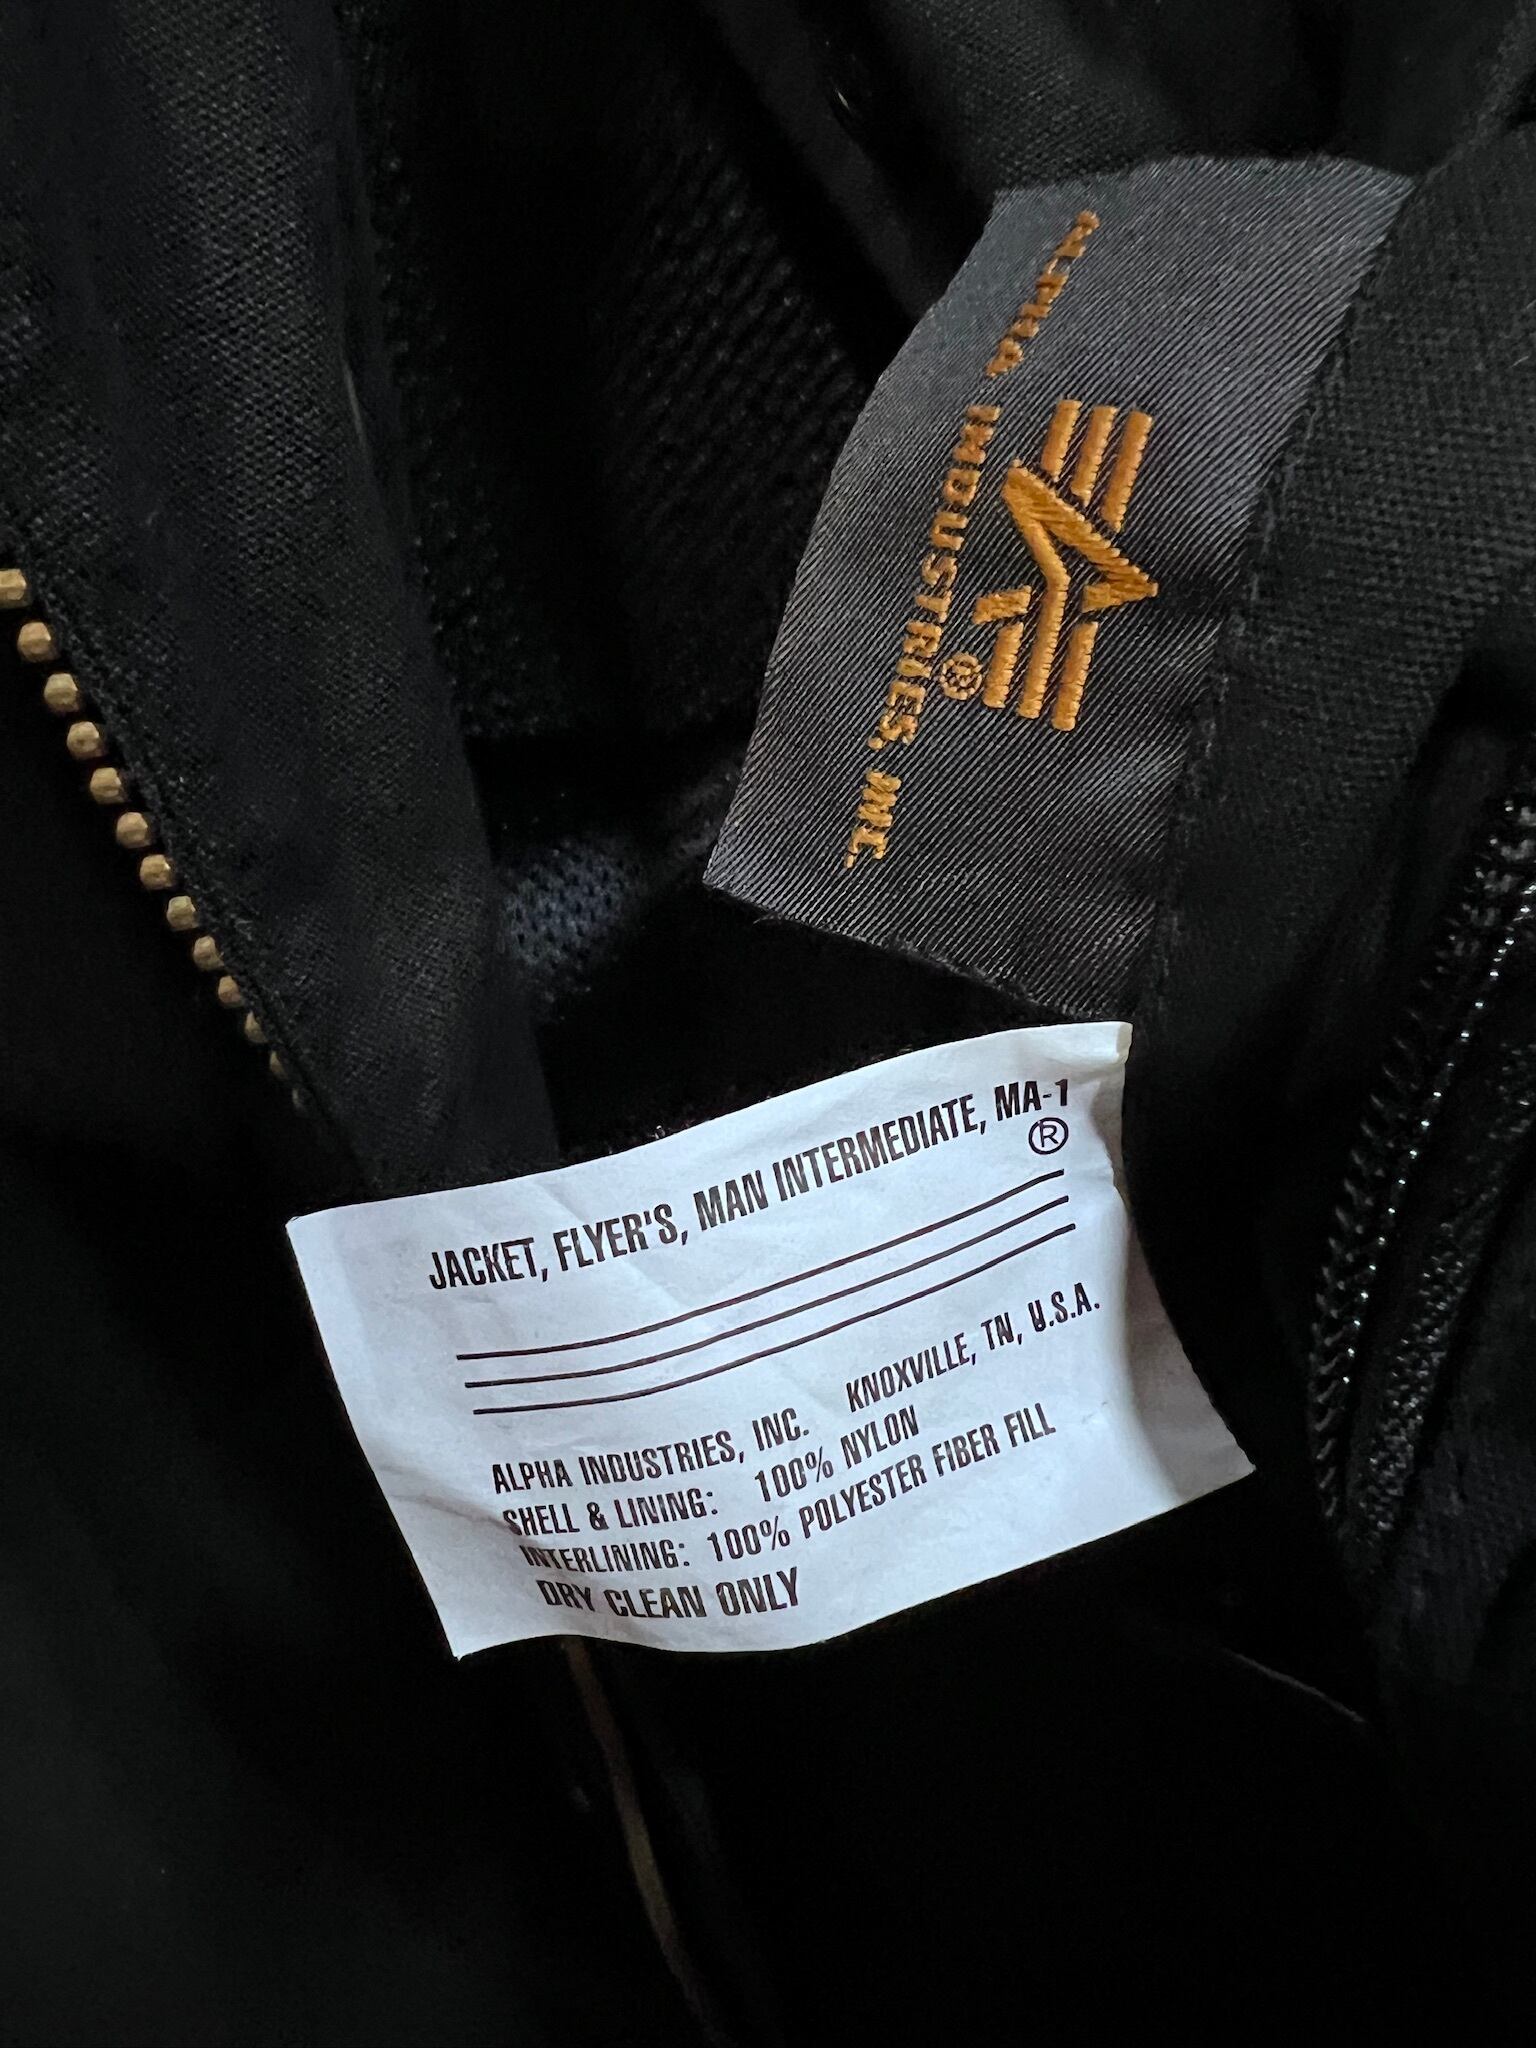 ALPHA INDUSTRIES, INC.
®
JACKET, FLYER'S, MAN INTERMEDIATE, MA-1
®
ALPHA INDUSTRIES, INC. KNOXVILLE, TN, U.S.A.
SHELL & LINING: 100% NYLON
INTERLINING: 100% POLYESTER FIBER FILL
DRY CLEAN ONLY